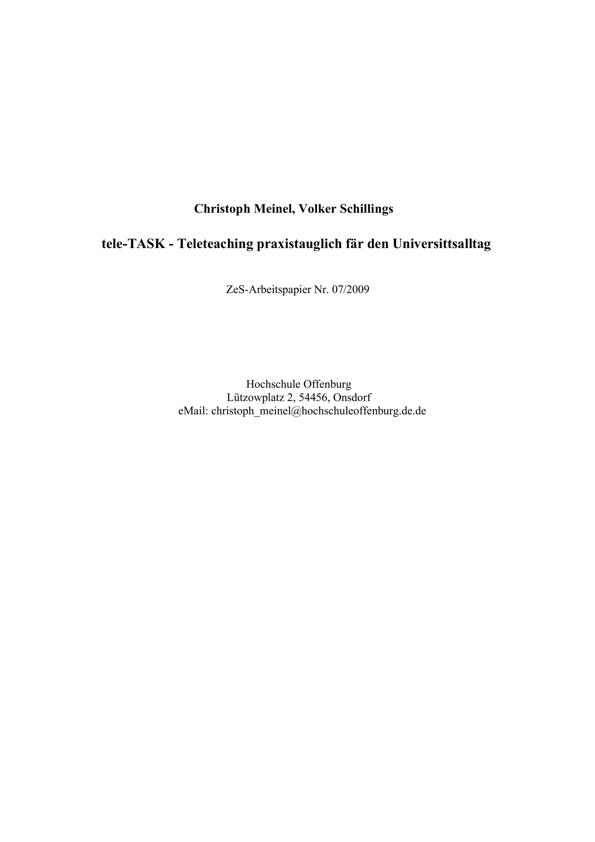 Christoph Meinel, Volker Schillings
tele-TASK - Teleteaching praxistauglich fär den Universittsalltag
ZeS-Arbeitspapier Nr. 07/2009
Hochschule Offenburg
Lützowplatz 2, 54456, Onsdorf
eMail: christoph_meinel@hochschuleoffenburg.de.de